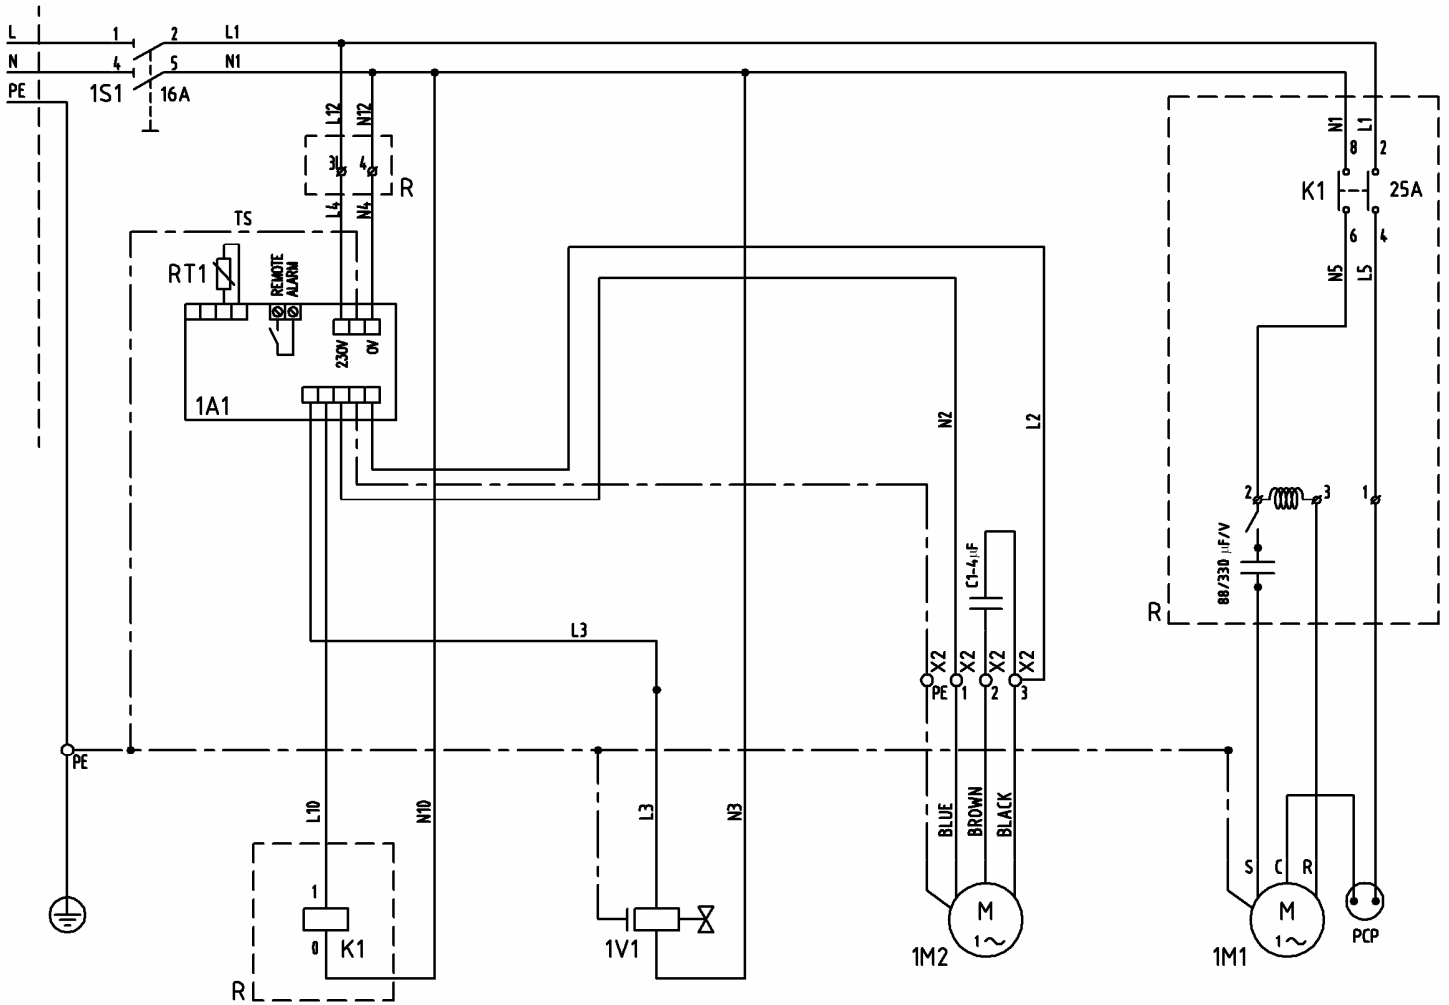 L 1 2 L1
N 4 5 N1
PE 1S1 16A
L12 N12
3L 4
R
L4 N4
TS
RT1
REMOTE
ALARM
230V 0V
1A1
N1 L1
8 2
K1 25A
6 4
N5 L5
N2 L2
2 3 1
88/330 µF/V
R
C1-4µF
X2 X2 X2 X2
PE 1 2 3
L3
PE
L10 N10 L3 N3
BLUE BROWN BLACK
S C R
1
0 K1
R
1V1
M
1~
1M2
M
1~
1M1
PCP